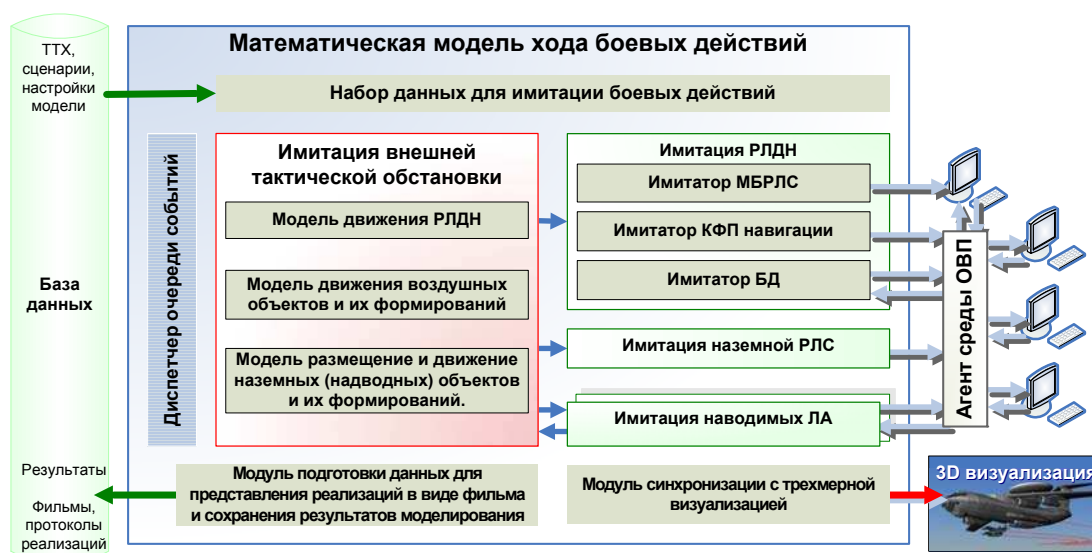 ТТХ,
сценарии,
настройки
модели
База
данных
Результаты
Фильмы,
протоколы
реализаций
Математическая модель хода боевых действий
Набор данных для имитации боевых действий
Диспетчер очереди событий
Имитация внешней
тактической обстановки
Модель движения РЛДН
Модель движения воздушных
объектов и их формирований
Модель размещение и движение
наземных (надводных) объектов
и их формирований.
Имитация РЛДН
Имитатор МБРЛС
Имитатор КФП навигации
Имитатор БД
Имитация наземной РЛС
Имитация наводимых ЛА
Агент среды ОВП
Модуль подготовки данных для
представления реализаций в виде фильма
и сохранения результатов моделирования
Модуль синхронизации с трехмерной
визуализацией
3D визуализация